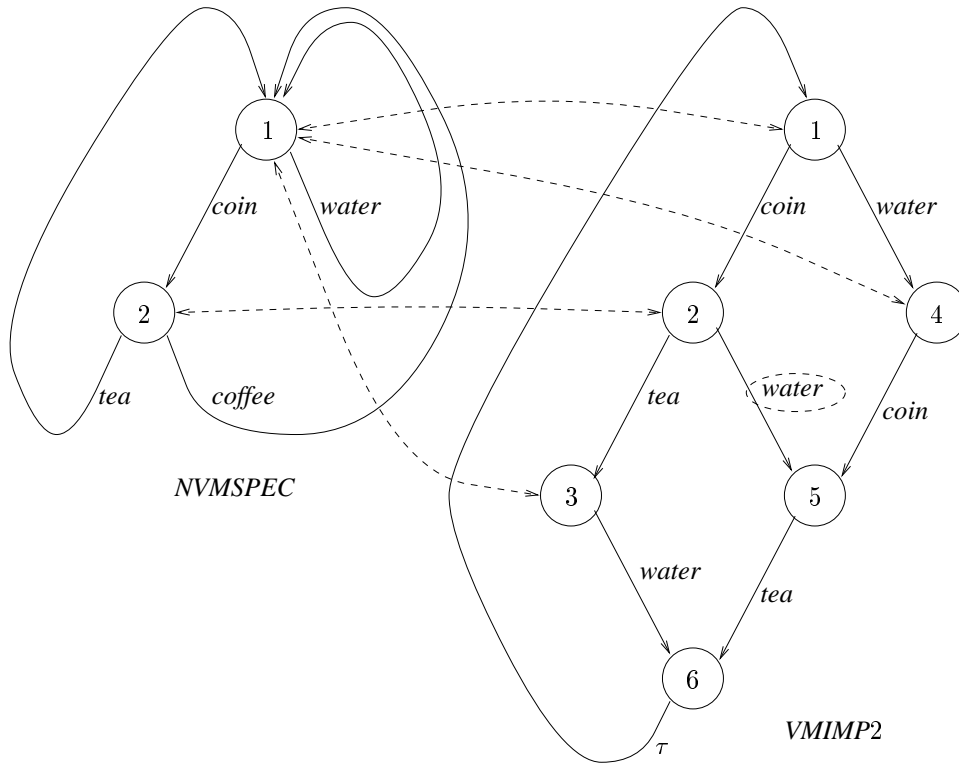 1
1
coin
water
coin
water
2
2
4
tea
coffee
tea
water
coin
NVMSPEC
3
5
water
tea
6
τ
VMIMP2